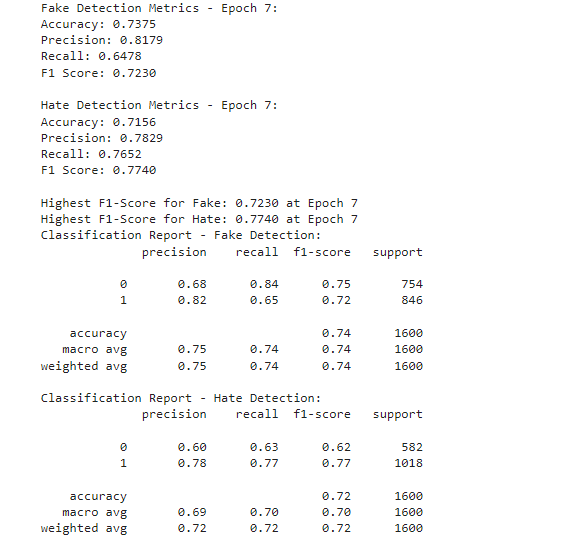 Fake Detection Metrics - Epoch 7:
Accuracy: 0.7375
Precision: 0.8179
Recall: 0.6478
F1 Score: 0.7230
Hate Detection Metrics - Epoch 7:
Accuracy: 0.7156
Precision: 0.7829
Recall: 0.7652
F1 Score: 0.7740
Highest F1-Score for Fake: 0.7230 at Epoch 7
Highest F1-Score for Hate: 0.7740 at Epoch 7
Classification Report - Fake Detection:
precision recall f1-score support
0 0.68 0.84 0.75 754
1 0.82 0.65 0.72 846
accuracy 0.74 1600
macro avg 0.75 0.74 0.74 1600
weighted avg 0.75 0.74 0.74 1600
Classification Report - Hate Detection:
precision recall f1-score support
0 0.60 0.63 0.62 582
1 0.78 0.77 0.77 1018
accuracy 0.72 1600
macro avg 0.69 0.70 0.70 1600
weighted avg 0.72 0.72 0.72 1600